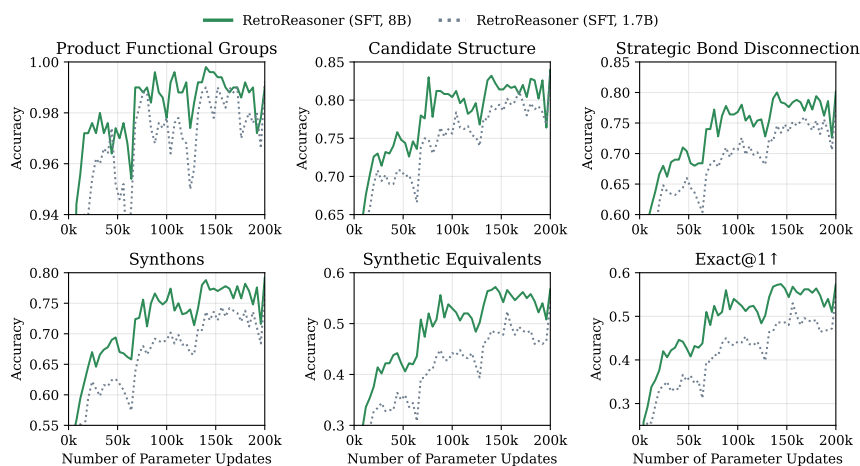 RetroReasoner (SFT, 8B) RetroReasoner (SFT, 1.7B)
Product Functional Groups
Accuracy
1.00
0.98
0.96
0.94
0k 50k 100k 150k 200k
Candidate Structure
Accuracy
0.85
0.80
0.75
0.70
0.65
0k 50k 100k 150k 200k
Strategic Bond Disconnection
Accuracy
0.85
0.80
0.75
0.70
0.65
0.60
0k 50k 100k 150k 200k
Synthons
Accuracy
0.80
0.75
0.70
0.65
0.60
0.55
0k 50k 100k 150k 200k
Number of Parameter Updates
Synthetic Equivalents
Accuracy
0.6
0.5
0.4
0.3
0k 50k 100k 150k 200k
Number of Parameter Updates
Exact@1↑
Accuracy
0.6
0.5
0.4
0.3
0k 50k 100k 150k 200k
Number of Parameter Updates